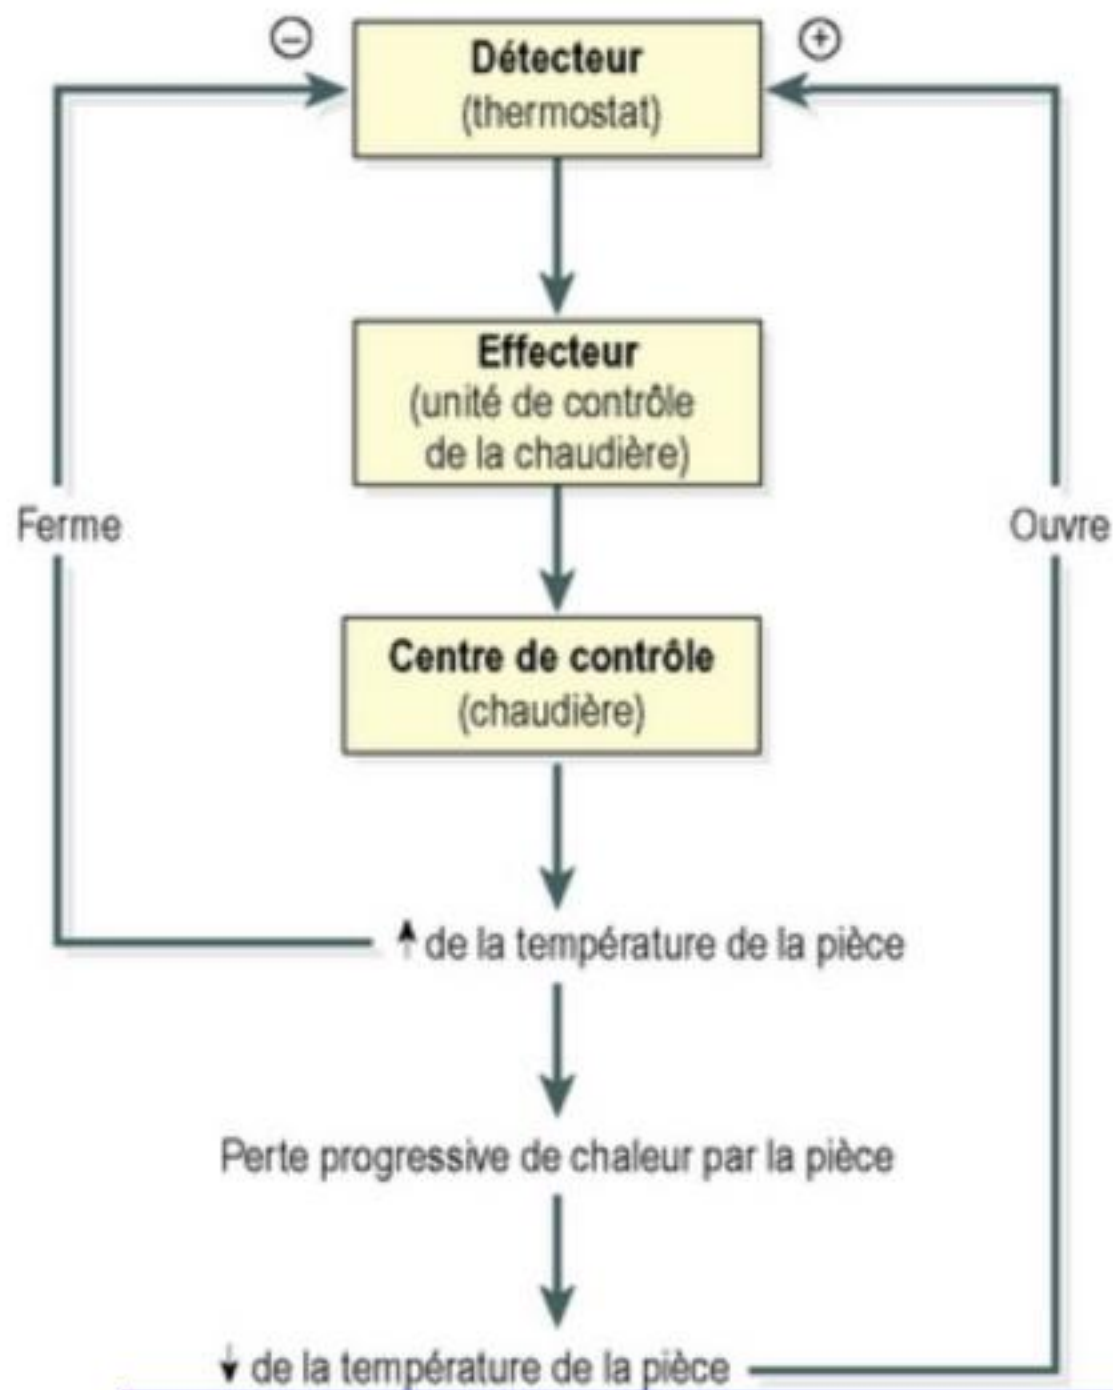 ⊖
⊕
Détecteur
(thermostat)
Effecteur
(unité de contrôle
de la chaudière)
Ferme
Ouvre
Centre de contrôle
(chaudière)
↑ de la température de la pièce
Perte progressive de chaleur par la pièce
↓ de la température de la pièce